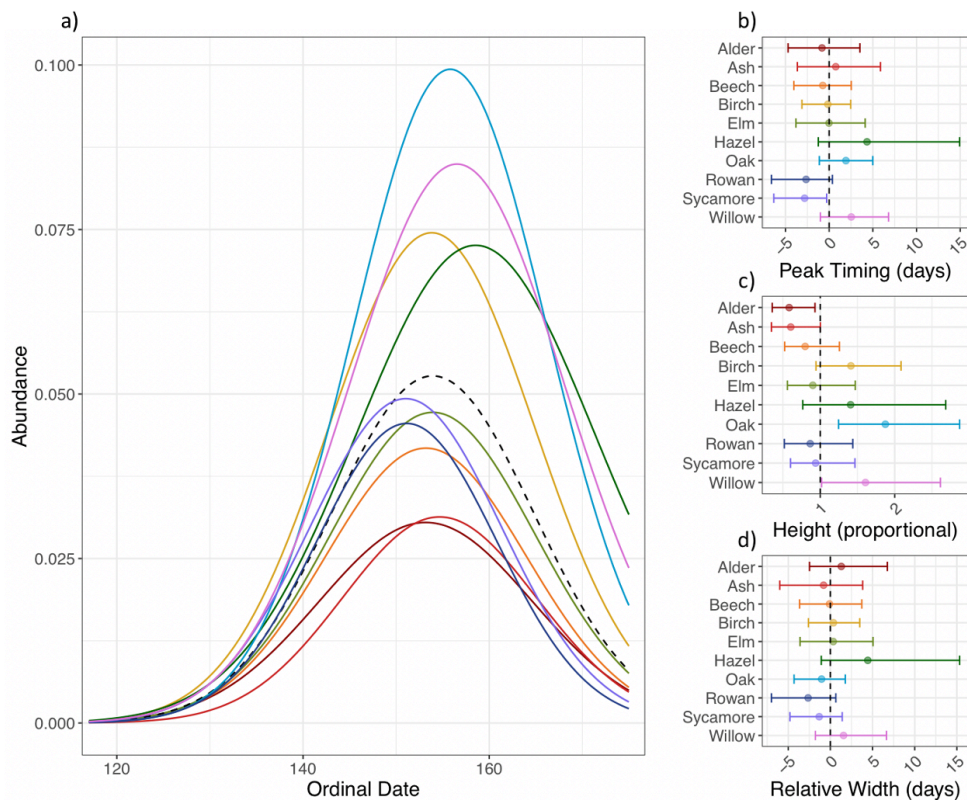 a)
Abundance
0.100
0.075
0.050
0.025
0.000
120
140
160
Ordinal Date
b)
Alder
Ash
Beech
Birch
Elm
Hazel
Oak
Rowan
Sycamore
Willow
-5
0
5
10
15
Peak Timing (days)
c)
Alder
Ash
Beech
Birch
Elm
Hazel
Oak
Rowan
Sycamore
Willow
1
2
Height (proportional)
d)
Alder
Ash
Beech
Birch
Elm
Hazel
Oak
Rowan
Sycamore
Willow
-5
0
5
10
15
Relative Width (days)